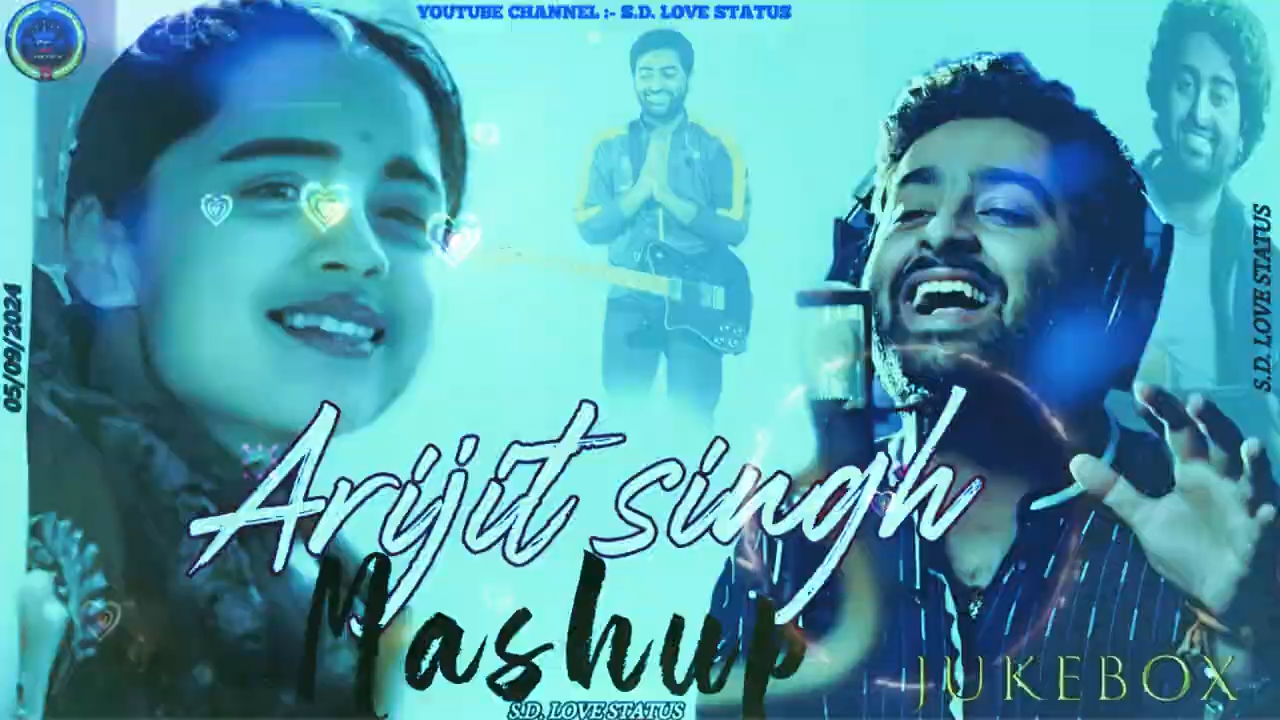 YOUTUBE CHANNEL :- S.D. LOVE STATUS
05/09/2024
S.D. LOVE STATUS
Arijit singh
Mashup
JUKEBOX
S.D. LOVE STATUS